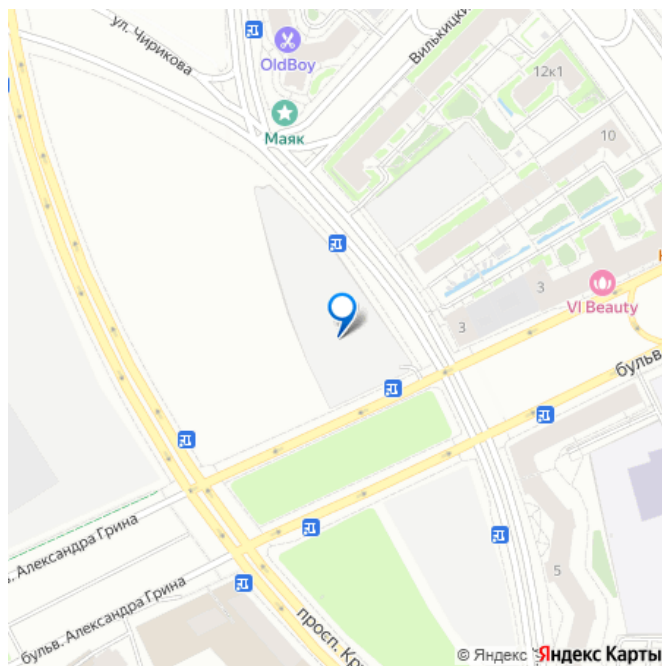 ул. Чирикова
OldBoy
Маяк
Вилькицки
12к1
10
3
3
VI Beauty
бульв
в. Александра Грина
бульв. Александра Грина
просп. Кр
5
© Яндекс Яндекс Карты